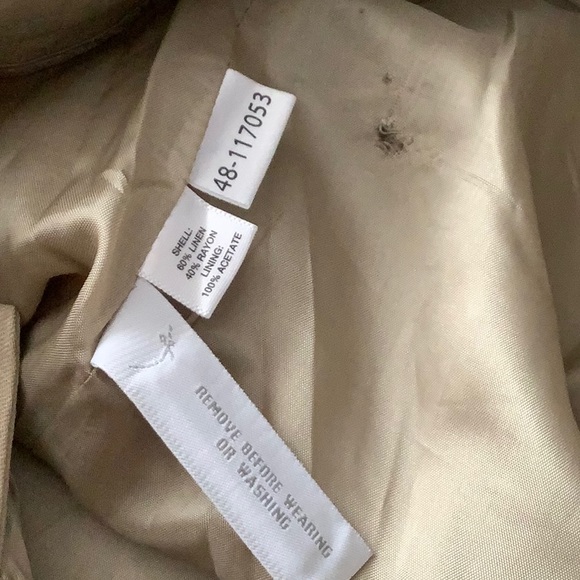 48-117053
SHELL:
60% LINEN
40% RAYON
LINING:
100% ACETATE
REMOVE BEFORE WEARING
OR WASHING